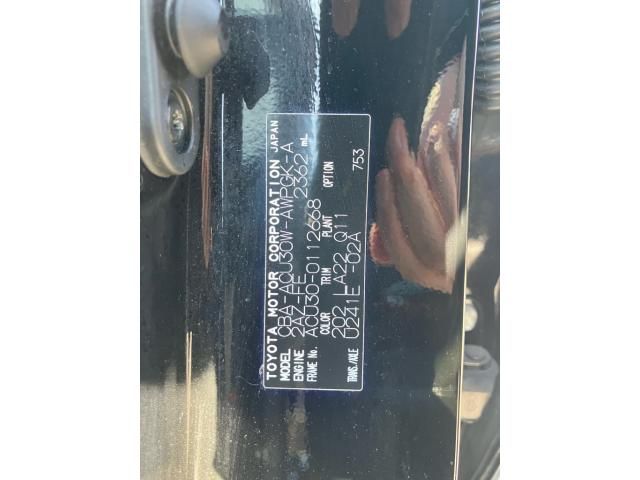 TOYOTA MOTOR CORPORATION JAPAN
MODEL CBA-ACU30W-AWPGK-A
ENGINE 2AZ-FE 2362 mL
FRAME No. ACU30-0112668
COLOR TRIM PLANT OPTION
202 LA22 Q11 753
TRANS./AXLE U241E -02A